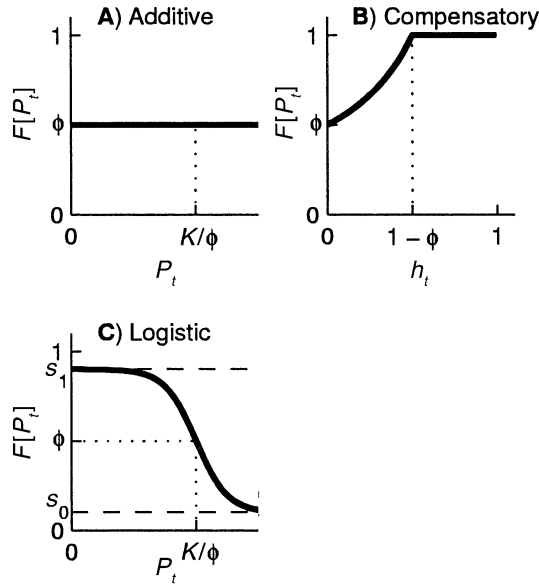 A) Additive
1
F[P_t]
ϕ
0
0
K/ϕ
P_t
B) Compensatory
1
F[P_t]
ϕ
0
0
1 – ϕ
1
h_t
C) Logistic
1
s_1
F[P_t]
ϕ
s_0
0
0
K/ϕ
P_t